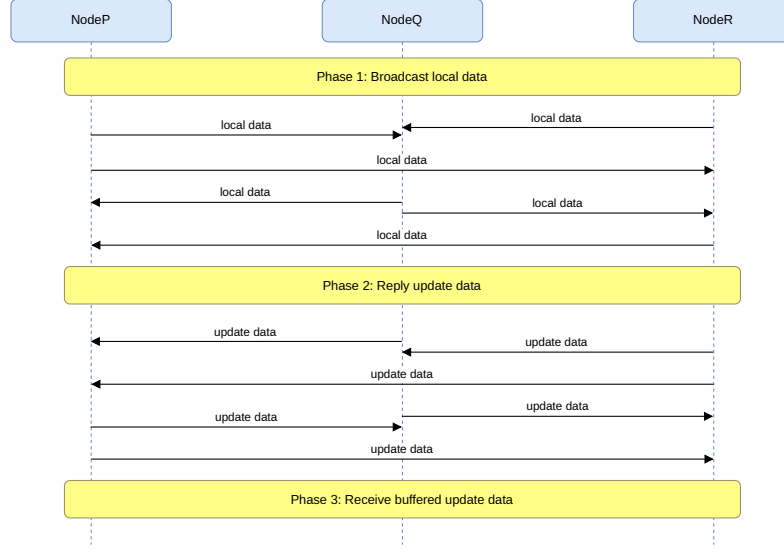 NodeP
NodeQ
NodeR
Phase 1: Broadcast local data
local data
local data
local data
local data
local data
local data
Phase 2: Reply update data
update data
update data
update data
update data
update data
update data
Phase 3: Receive buffered update data